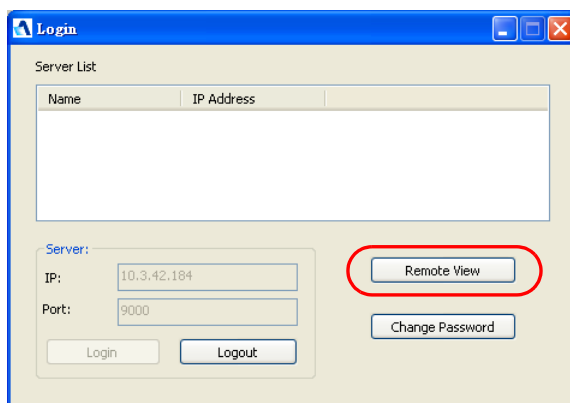 Login
Server List
Name IP Address
Server:
IP: 10.3.42.184
Remote View
Port: 9000
Change Password
Login Logout